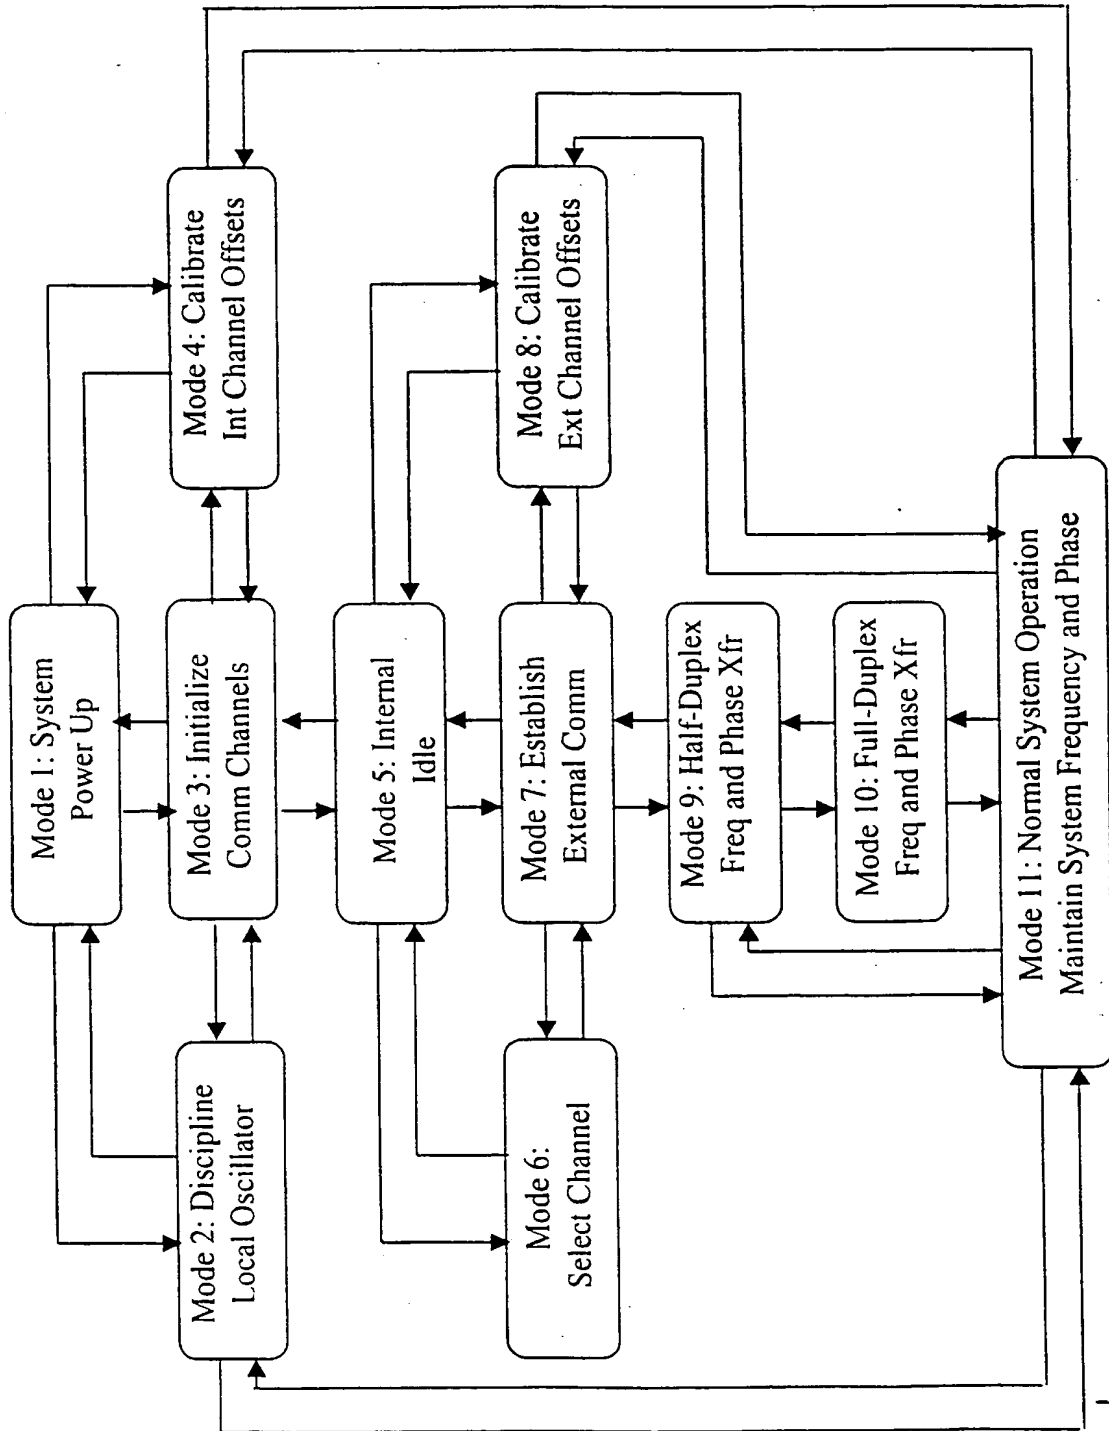 Mode 1: System
Power Up
Mode 2: Discipline
Local Oscillator
Mode 3: Initialize
Comm Channels
Mode 4: Calibrate
Int Channel Offsets
Mode 5: Internal
Idle
Mode 6:
Select Channel
Mode 7: Establish
External Comm
Mode 8: Calibrate
Ext Channel Offsets
Mode 9: Half-Duplex
Freq and Phase Xfr
Mode 10: Full-Duplex
Freq and Phase Xfr
Mode 11: Normal System Operation
Maintain System Frequency and Phase